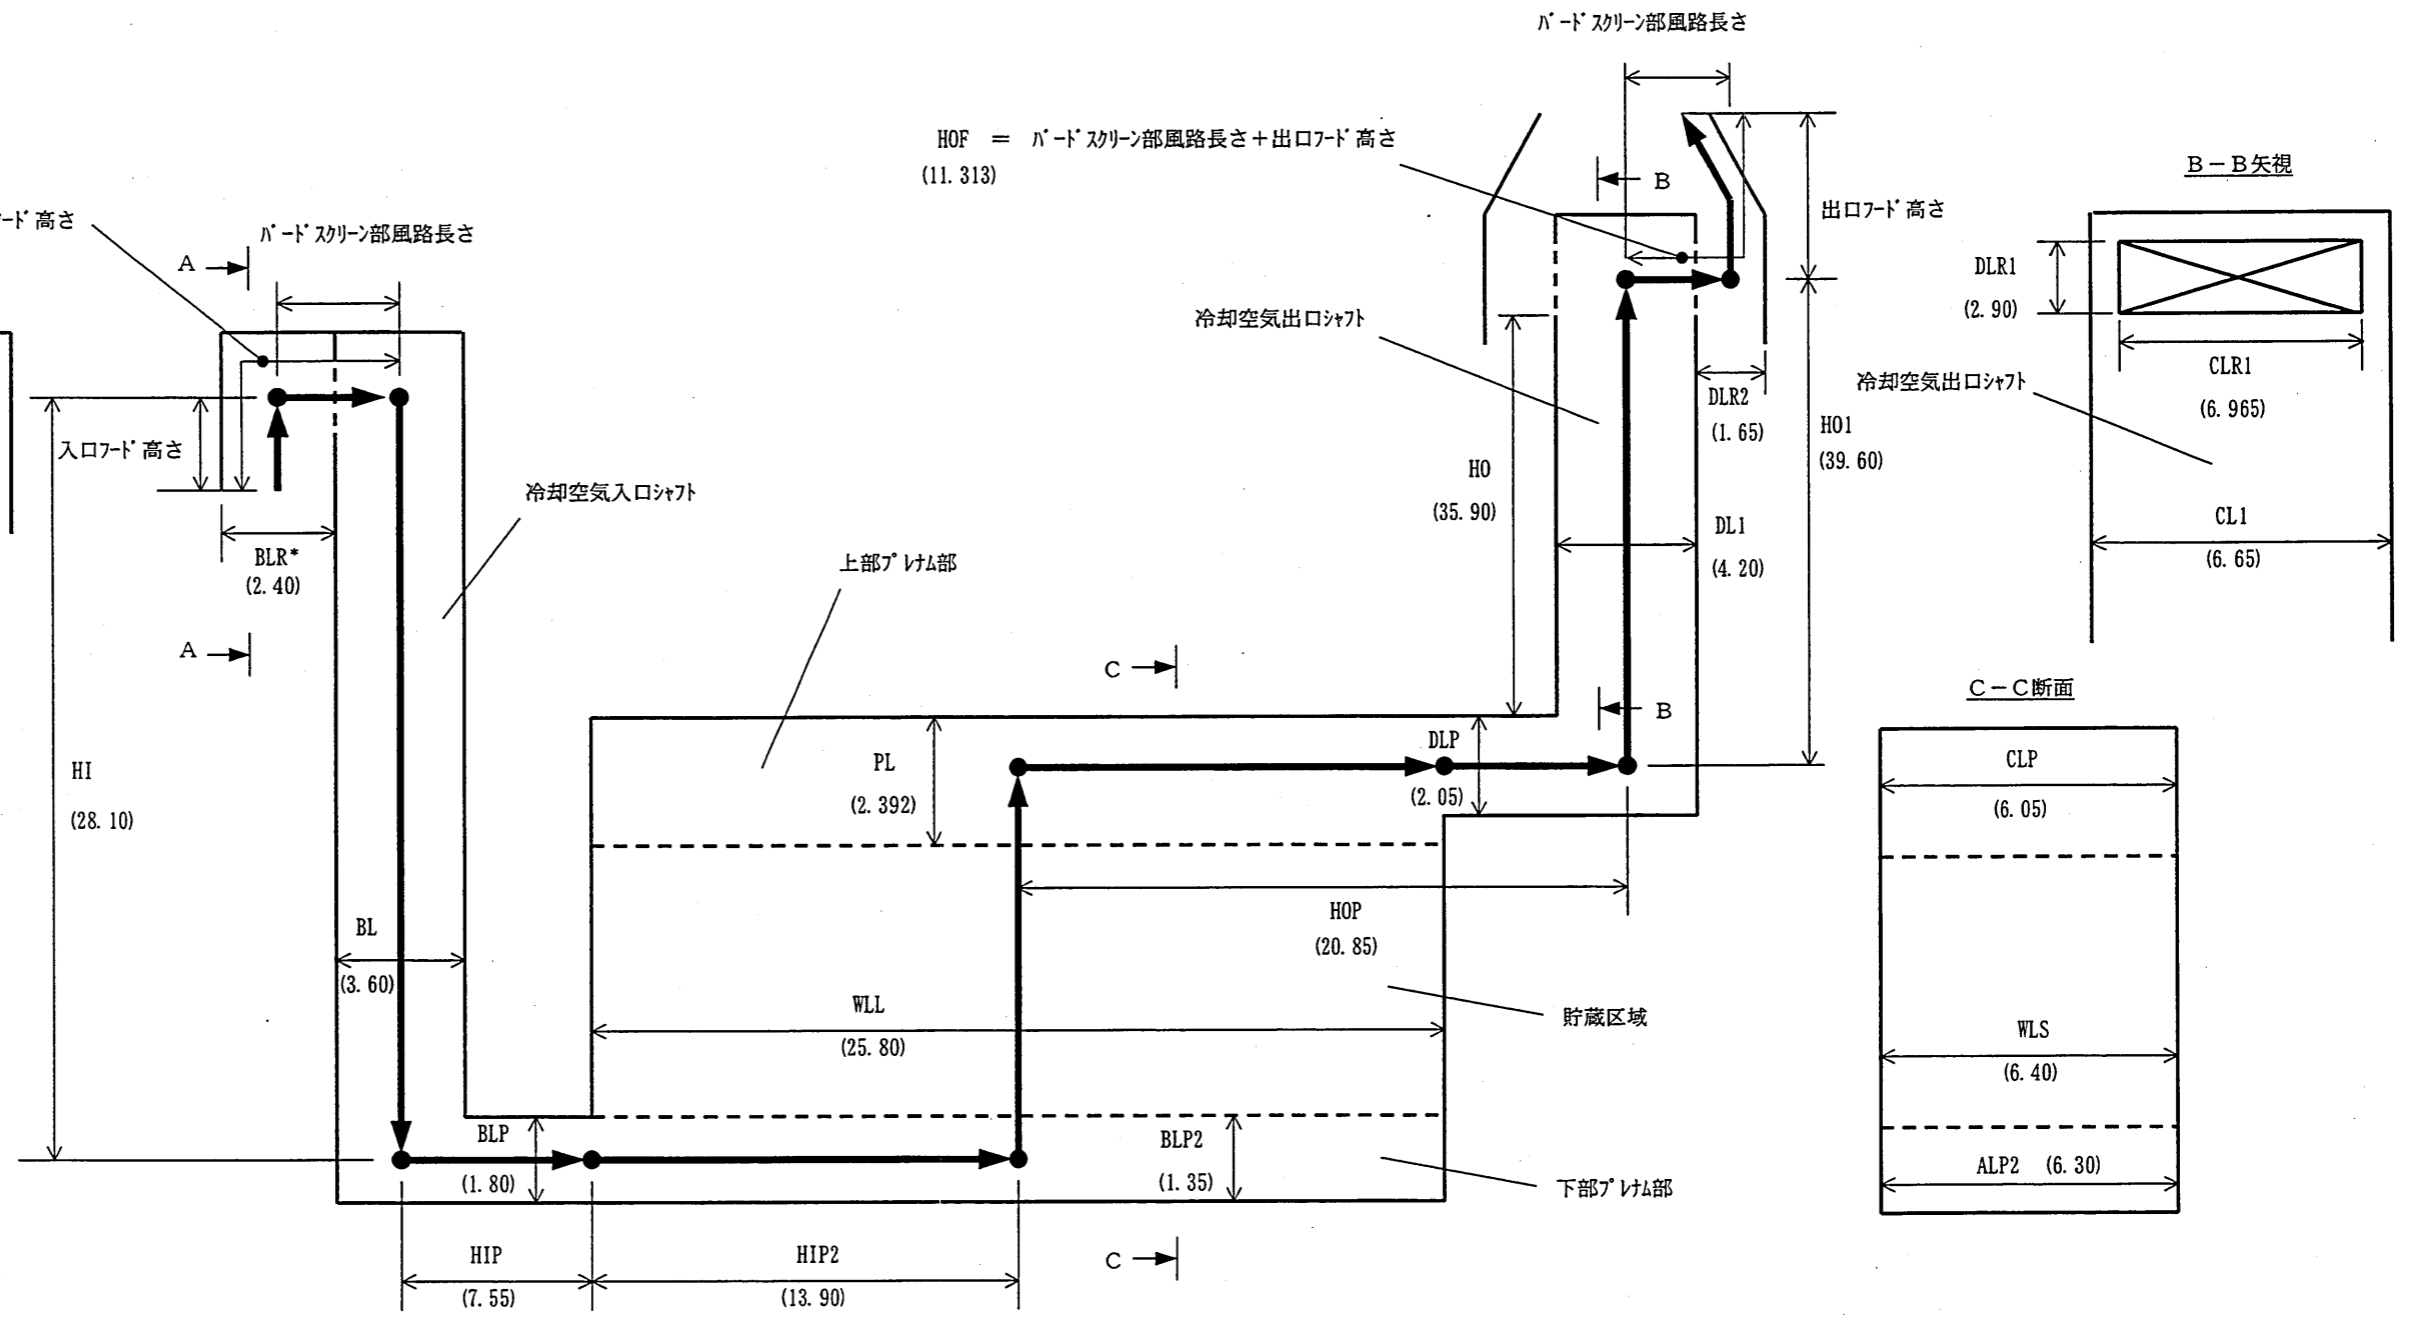 バードスクリーン部風路長さ
HOF ＝ バードスクリーン部風路長さ＋出口フード高さ
(11.313)
B
B－B矢視
ード高さ
バードスクリーン部風路長さ
A
出口フード高さ
DLR1
(2.90)
冷却空気出口シャフト
CLR1
(6.965)
冷却空気出口シャフト
DLR2
(1.65)
HO1
(39.60)
入口フード高さ
HO
(35.90)
冷却空気入口シャフト
BLR*
(2.40)
DL1
(4.20)
CL1
(6.65)
上部プレナム部
A
C
B
C－C断面
HI
(28.10)
PL
(2.392)
DLP
(2.05)
CLP
(6.05)
BL
(3.60)
HOP
(20.85)
WLL
(25.80)
貯蔵区域
WLS
(6.40)
BLP
(1.80)
BLP2
(1.35)
下部プレナム部
ALP2 (6.30)
HIP
(7.55)
HIP2
(13.90)
C